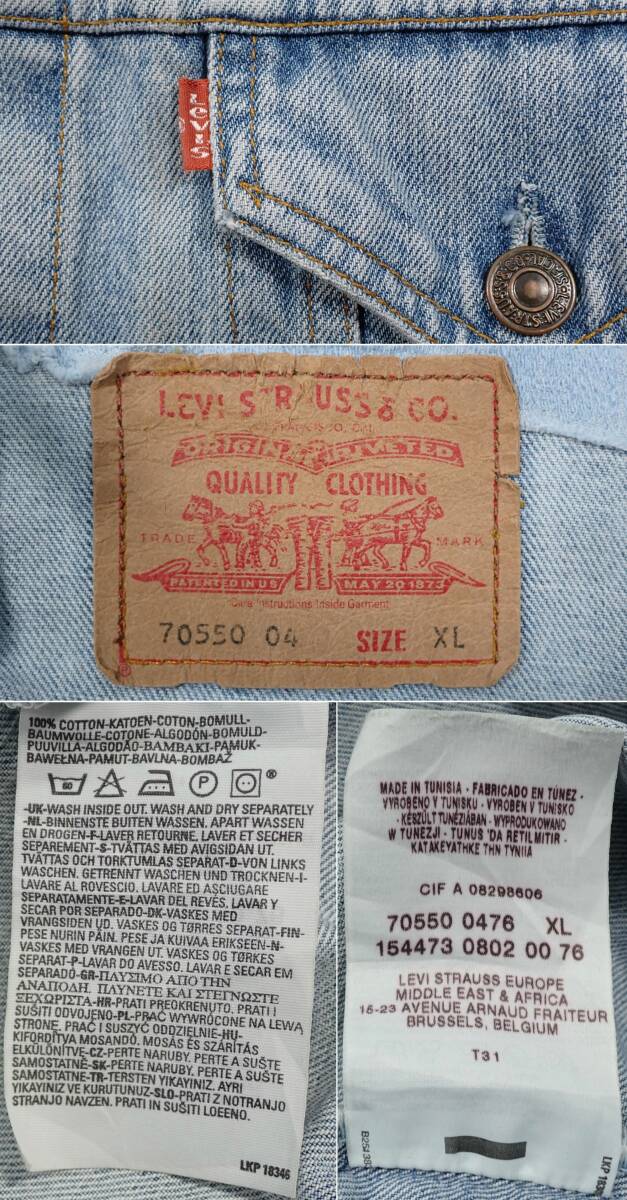 LEVI'S
LEVI STRAUSS & CO.
ORIGINAL RIVETED
QUALITY CLOTHING
TRADE MARK
PATENTED IN U S MAY 20 1873
Care Instructions Inside Garment
70550 04 SIZE XL
®
100% COTTON-KATOEN-COTON-BOMULL-
BAUMWOLLE-COTONE-ALGODÓN-BOMULD-
PUUVILLA-ALGODÃO-ΒΑΜΒΑΚΙ-PAMUK-
BAWEŁNA-PAMUT-BAVLNA-BOMBAŽ
60 P ®
-UK-WASH INSIDE OUT. WASH AND DRY SEPARATELY
-NL-BINNENSTE BUITEN WASSEN. APART WASSEN
EN DROGEN-F-LAVER RETOURNE. LAVER ET SECHER
SEPAREMENT-S-TVÄTTAS MED AVIGSIDAN UT.
TVÄTTAS OCH TORKTUMLAS SEPARAT-D-VON LINKS
WASCHEN. GETRENNT WASCHEN UND TROCKNEN-I-
LAVARE AL ROVESCIO. LAVARE ED ASCIUGARE
SEPARATAMENTE-E-LAVAR DEL REVÉS. LAVAR Y
SECAR POR SEPARADO-DK-VASKES MED
VRANGSIDEN UD. VASKES OG TØRRES SEPARAT-FIN-
PESE NURIN PÄIN. PESE JA KUIVAA ERIKSEEN-N-
VASKES MED VRANGEN UT. VASKES OG TØRKES
SEPARAT-P-LAVAR DO AVESSO. LAVAR E SECAR EM
SEPARADO-GR-ΠΛΥΣΙΜΟ ΑΠΟ ΤΗΝ
ΑΝΑΠΟΔΗ. ΠΛΥΝΕΤΕ ΚΑΙ ΣΤΕΓΝΩΣΤΕ
ΞΕΧΩΡΙΣΤΑ-HR-PRATI PREOKRENUTO. PRATI I
SUŠITI ODVOJENO-PL-PRAĆ WYWRÓCONE NA LEWĄ
STRONĘ, PRAĆ I SUSZYĆ ODDZIELNIE-HU-
KIFORDÍTVA MOSANDÓ. MOSÁS ÉS SZÁRÍTÁS
ELKÜLÖNÍTVE-CZ-PERTE NARUBY. PERTE A SUŠTE
SAMOSTATNĚ-SK-PERTE NARUBY. PERTE A SUŠTE
SAMOSTATNE-TR-TERSTEN YIKAYINIZ. AYRI
YIKAYINIZ VE KURUTUNUZ-SLO-PRATI Z NOTRANJO
STRANJO NAVZEN. PRATI IN SUŠITI LOČENO.
LKP 18346
MADE IN TUNISIA - FABRICADO EN TÚNEZ -
VYROBENO V TUNISKU - VYROBEN V TUNISKO
- KÉSZÜLT TUNÉZIÁBAN - WYPRODUKOWANO
W TUNEZJI - TUNUS 'DA RETILMITIR -
KATAKEYATHKE THN TYNIIA
CIF A 08298606
70550 0476 XL
154473 0802 00 76
LEVI STRAUSS EUROPE
MIDDLE EAST & AFRICA
15-23 AVENUE ARNAUD FRAITEUR
BRUSSELS, BELGIUM
T31